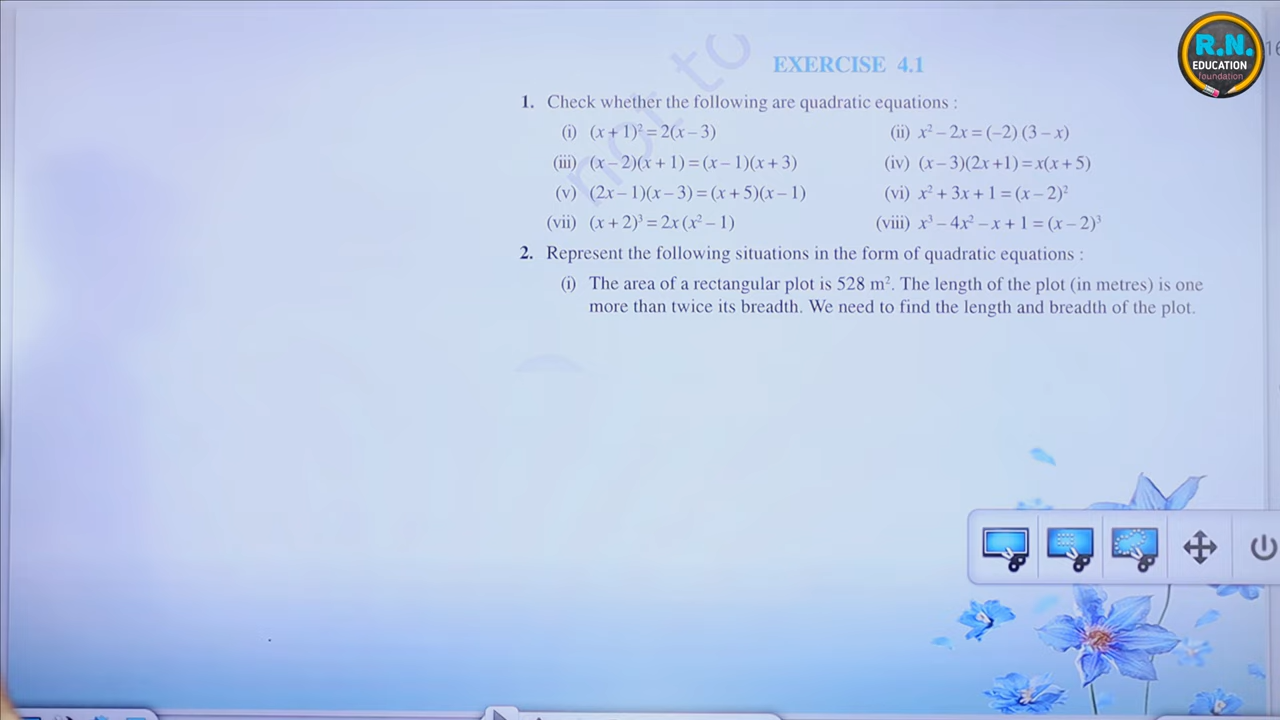 R.N.
EDUCATION
foundation
16
not to
EXERCISE 4.1
1. Check whether the following are quadratic equations :
(i) (x + 1)² = 2(x – 3) (ii) x² – 2x = (–2) (3 – x)
(iii) (x – 2)(x + 1) = (x – 1)(x + 3) (iv) (x – 3)(2x +1) = x(x + 5)
(v) (2x – 1)(x – 3) = (x + 5)(x – 1) (vi) x² + 3x + 1 = (x – 2)²
(vii) (x + 2)³ = 2x (x² – 1) (viii) x³ – 4x² – x + 1 = (x – 2)³
2. Represent the following situations in the form of quadratic equations :
(i) The area of a rectangular plot is 528 m². The length of the plot (in metres) is one
more than twice its breadth. We need to find the length and breadth of the plot.